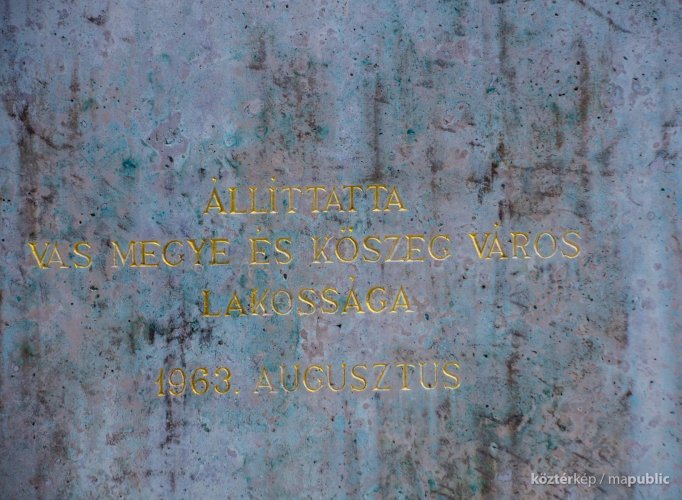 ÁLLÍTTATTA
VAS MEGYE ÉS KŐSZEG VÁROS
LAKOSSÁGA
1963. AUGUSZTUS
köztérkép / mapublic